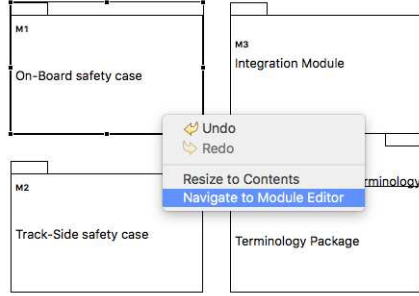 M1
On-Board safety case
M3
Integration Module
Undo
Redo
Resize to Contents
Navigate to Module Editor
M2
Track-Side safety case
rminology
Terminology Package